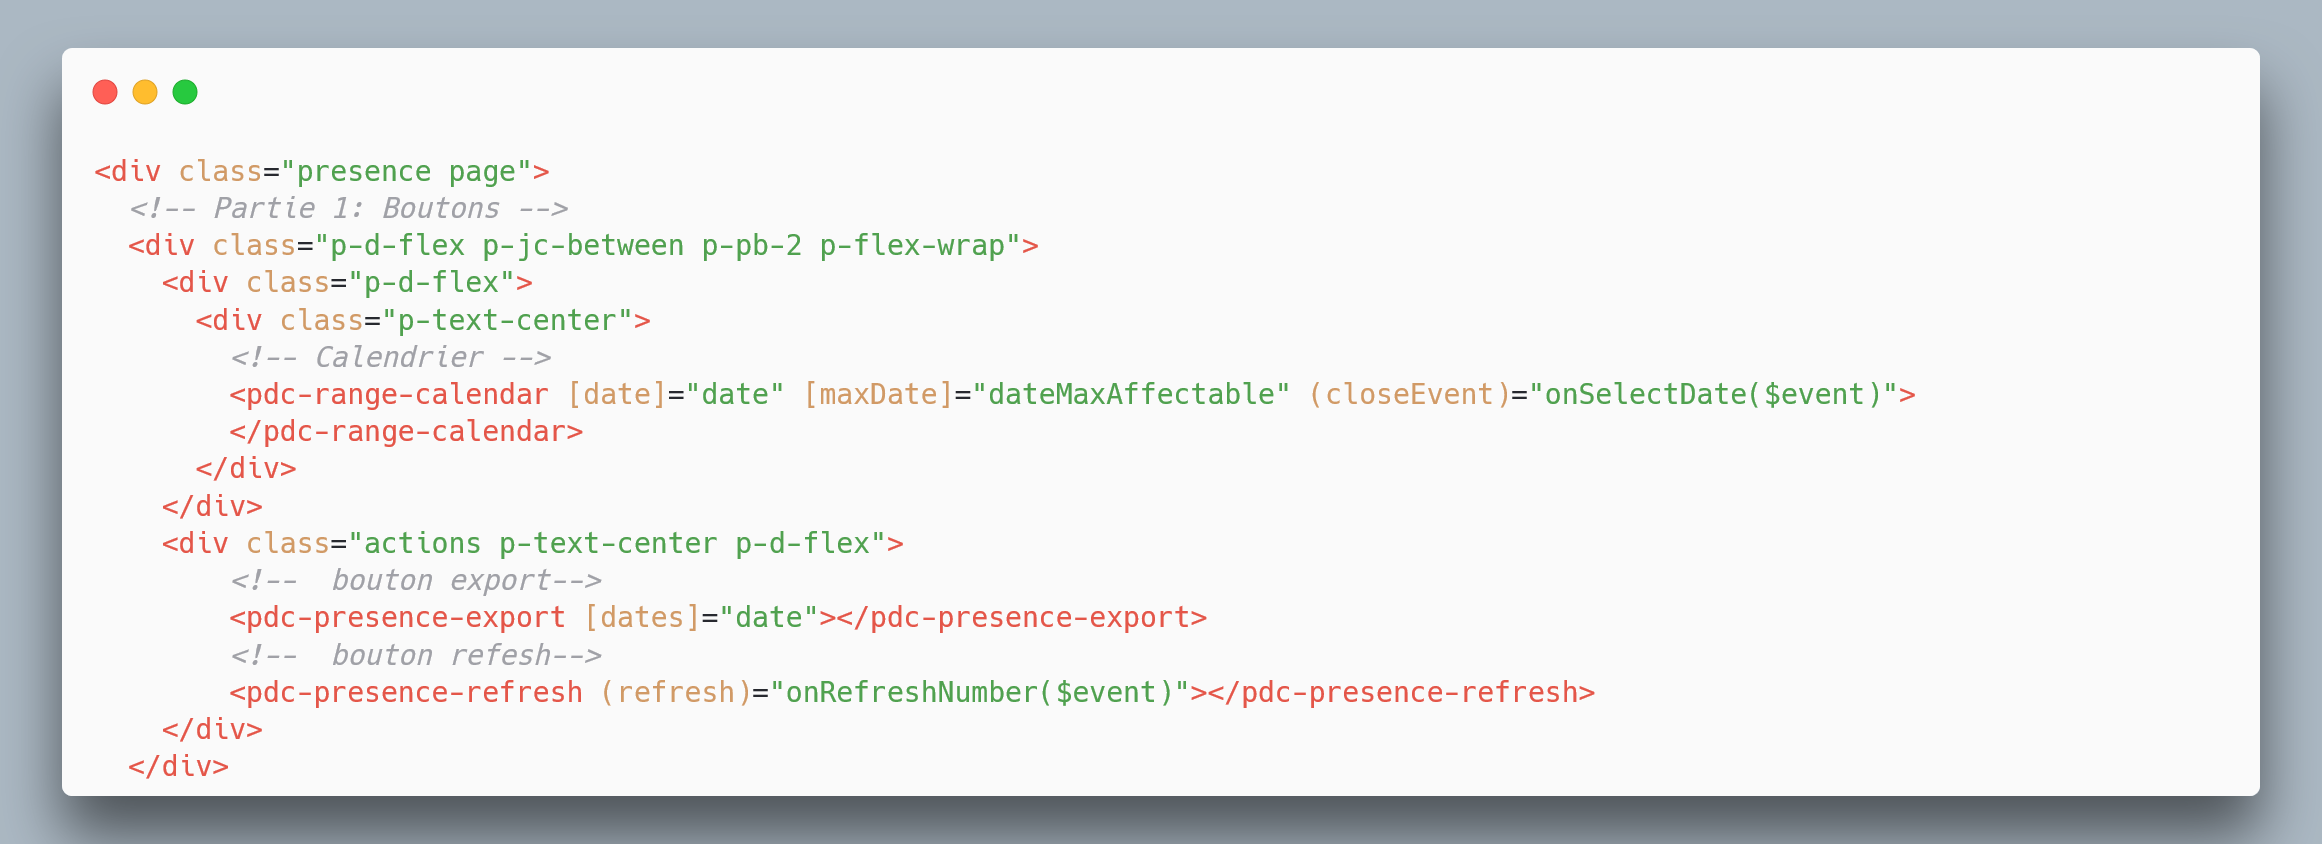 <div class="presence page">
  <!-- Partie 1: Boutons -->
  <div class="p-d-flex p-jc-between p-pb-2 p-flex-wrap">
    <div class="p-d-flex">
      <div class="p-text-center">
        <!-- Calendrier -->
        <pdc-range-calendar [date]="date" [maxDate]="dateMaxAffectable" (closeEvent)="onSelectDate($event)">
        </pdc-range-calendar>
      </div>
    </div>
    <div class="actions p-text-center p-d-flex">
        <!--  bouton export-->
        <pdc-presence-export [dates]="date"></pdc-presence-export>
        <!--  bouton refesh-->
        <pdc-presence-refresh (refresh)="onRefreshNumber($event)"></pdc-presence-refresh>
    </div>
  </div>